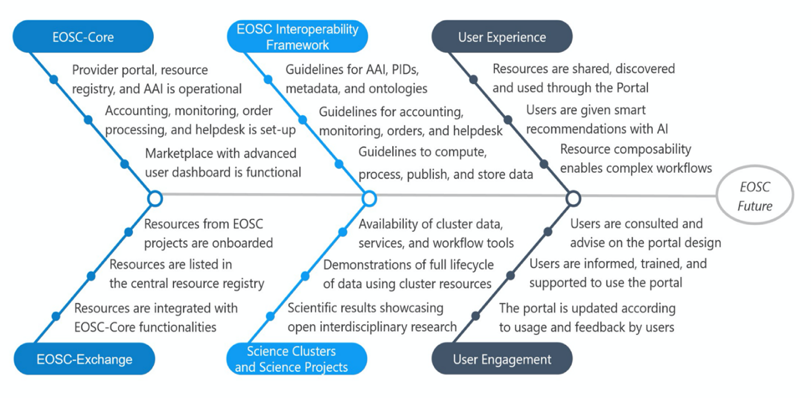 EOSC-Core
Provider portal, resource
registry, and AAI is operational
Accounting, monitoring, order
processing, and helpdesk is set-up
Marketplace with advanced
user dashboard is functional
EOSC Interoperability
Framework
Guidelines for AAI, PIDs,
metadata, and ontologies
Guidelines for accounting,
monitoring, orders, and helpdesk
Guidelines to compute,
process, publish, and store data
User Experience
Resources are shared, discovered
and used through the Portal
Users are given smart
recommendations with AI
Resource composability
enables complex workflows
EOSC
Future
Resources from EOSC
projects are onboarded
Resources are listed in
the central resource registry
Resources are integrated with
EOSC-Core functionalities
EOSC-Exchange
Availability of cluster data,
services, and workflow tools
Demonstrations of full lifecycle
of data using cluster resources
Scientific results showcasing
open interdisciplinary research
Science Clusters
and Science Projects
Users are consulted and
advise on the portal design
Users are informed, trained, and
supported to use the portal
The portal is updated according
to usage and feedback by users
User Engagement